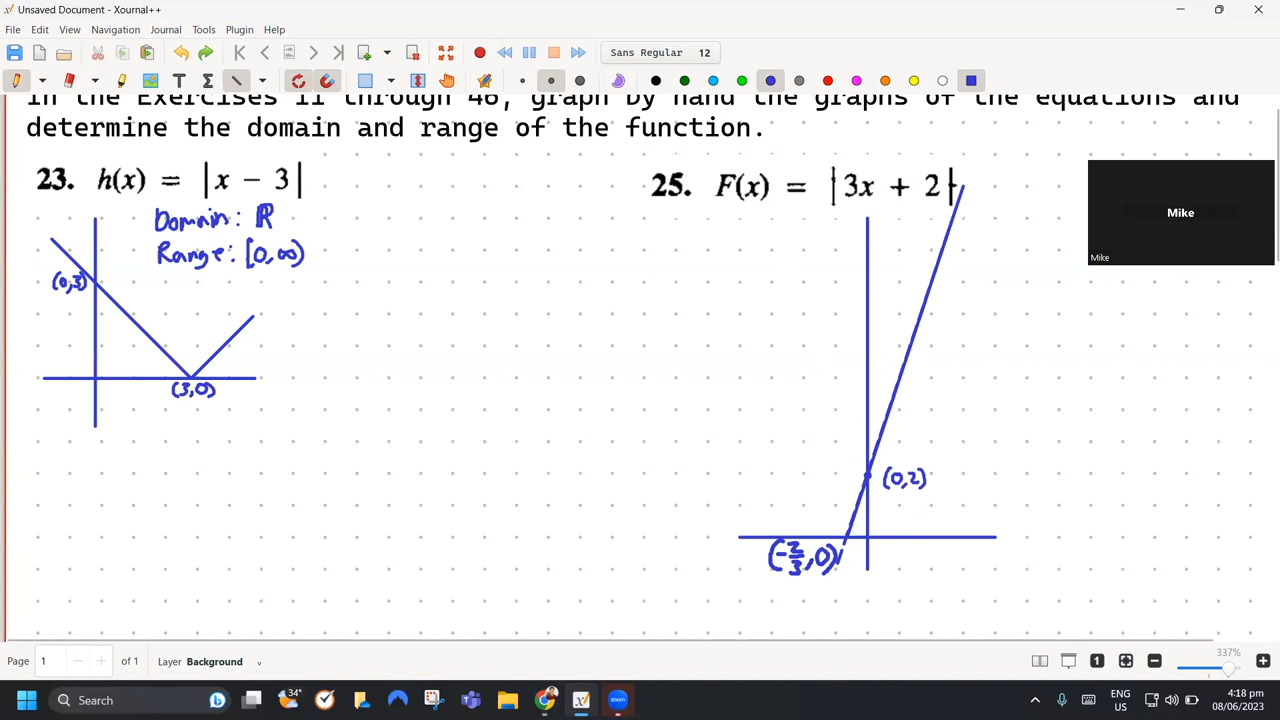 Unsaved Document - Xournal++
File Edit View Navigation Journal Tools Plugin Help
Sans Regular 12
In the Exercises 11 through 46, graph by hand the graphs of the equations and
determine the domain and range of the function.
23. h(x) = |x - 3|
Domain: ℝ
Range: [0,∞)
(0,3)
(3,0)
25. F(x) = |3x + 2|
(0,2)
(-2/3,0)
Mike
Mike
Page 1 of 1 Layer Background
337%
34°
Search
zoom
ENG
US
4:18 pm
08/06/2023